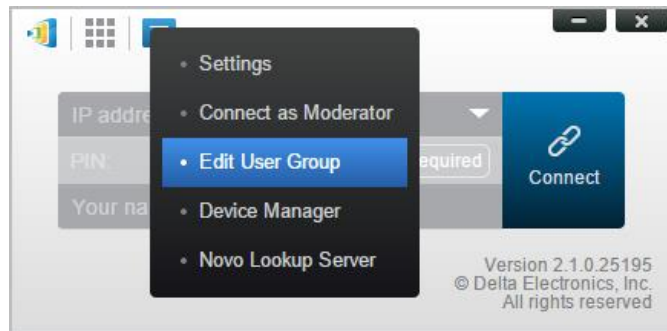 Settings
Connect as Moderator
IP addre
Edit User Group
PIN:
equired
Connect
Device Manager
Your na
Novo Lookup Server
Version 2.1.0.25195
© Delta Electronics, Inc.
All rights reserved